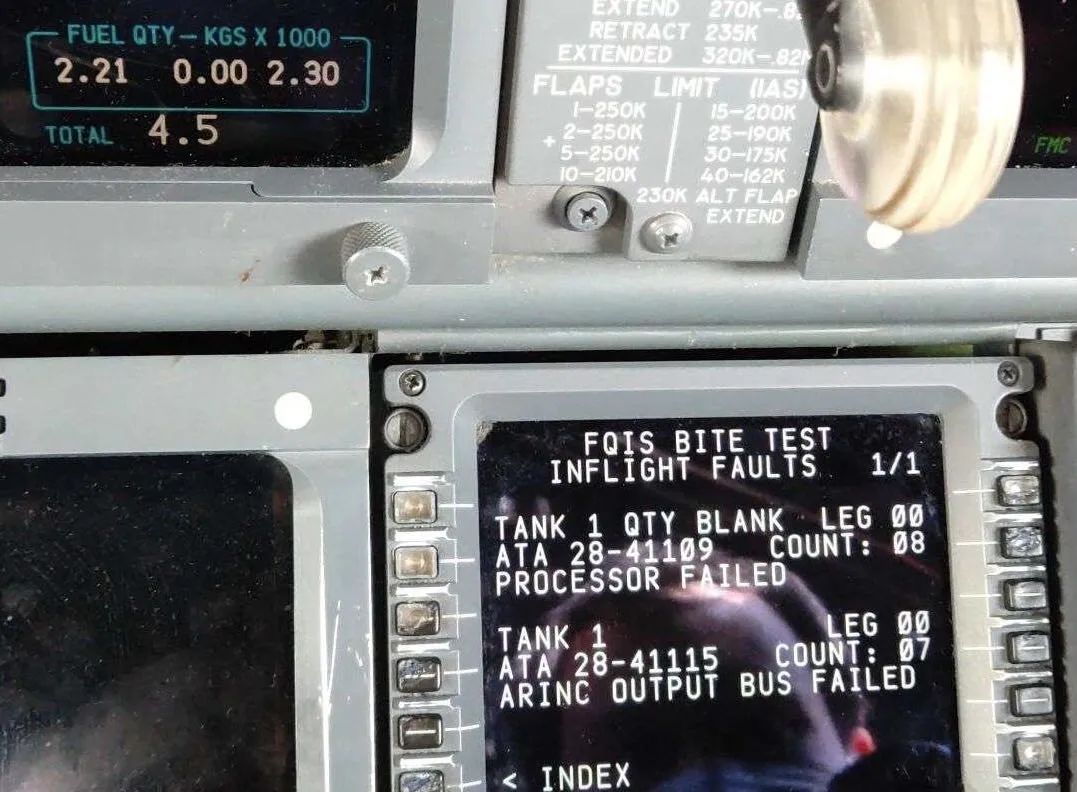 FUEL QTY – KGS X 1000
2.21 0.00 2.30
TOTAL 4.5
EXTEND 270K–.8
RETRACT 235K
EXTENDED 320K–.82M
FLAPS LIMIT (IAS)
1–250K 15–200K
+ 2–250K 25–190K
5–250K 30–175K
10–210K 40–162K
230K ALT FLAP
EXTEND
FMC
FQIS BITE TEST
INFLIGHT FAULTS 1/1
TANK 1 QTY BLANK LEG 00
ATA 28-41109 COUNT: 08
PROCESSOR FAILED
TANK 1 LEG 00
ATA 28-41115 COUNT: 07
ARINC OUTPUT BUS FAILED
< INDEX